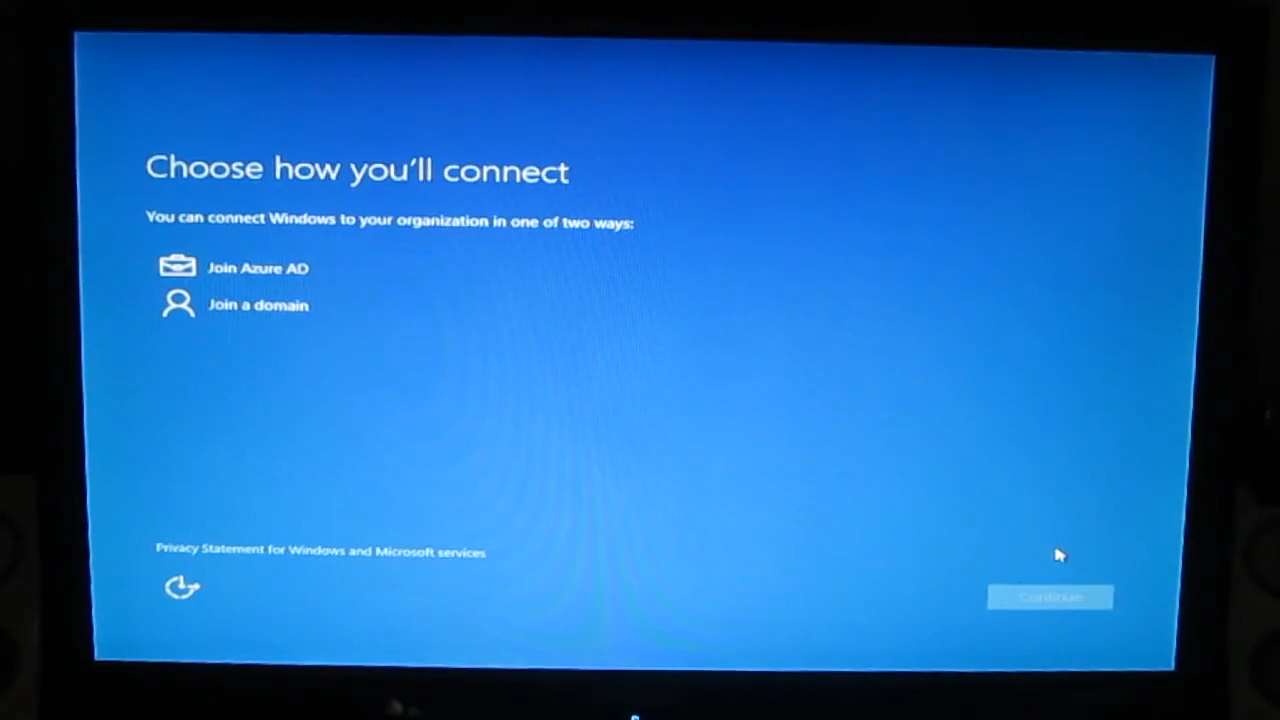 Choose how you'll connect
You can connect Windows to your organization in one of two ways:
Join Azure AD
Join a domain
Privacy Statement for Windows and Microsoft services
Continue